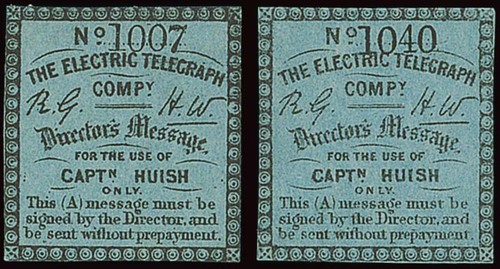 No 1007
THE ELECTRIC TELEGRAPH
COMPY
R.G. H.W.
Director's Message.
FOR THE USE OF
CAPTN HUISH
ONLY.
This (A) message must be
signed by the Director, and
be sent without prepayment.
No 1040
THE ELECTRIC TELEGRAPH
COMPY
R.G. H.W.
Director's Message.
FOR THE USE OF
CAPTN HUISH
ONLY.
This (A) message must be
signed by the Director, and
be sent without prepayment.